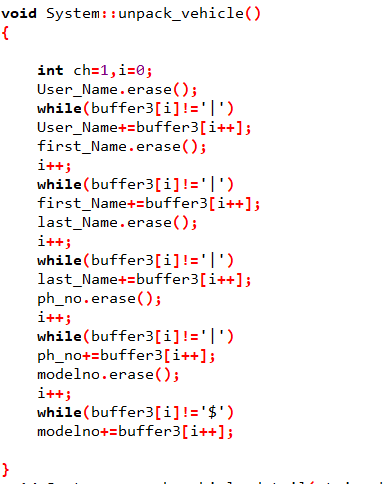 void System::unpack_vehicle()
{
int ch=1,i=0;
User_Name.erase();
while(buffer3[i]!='|')
User_Name+=buffer3[i++];
first_Name.erase();
i++;
while(buffer3[i]!='|')
first_Name+=buffer3[i++];
last_Name.erase();
i++;
while(buffer3[i]!='|')
last_Name+=buffer3[i++];
ph_no.erase();
i++;
while(buffer3[i]!='|')
ph_no+=buffer3[i++];
modelno.erase();
i++;
while(buffer3[i]!='$')
modelno+=buffer3[i++];
}